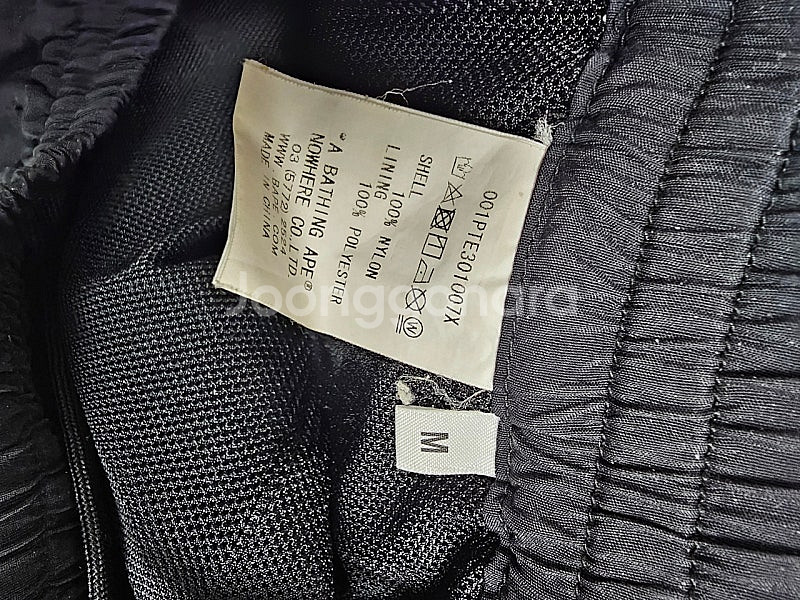 001PTE301007X
SHELL
100% NYLON
LINING
100% POLYESTER
*A BATHING APE®
NOWHERE CO.LTD
03(5772)2524
WWW.BAPE.COM
MADE IN CHINA
W
M
Joonggonara